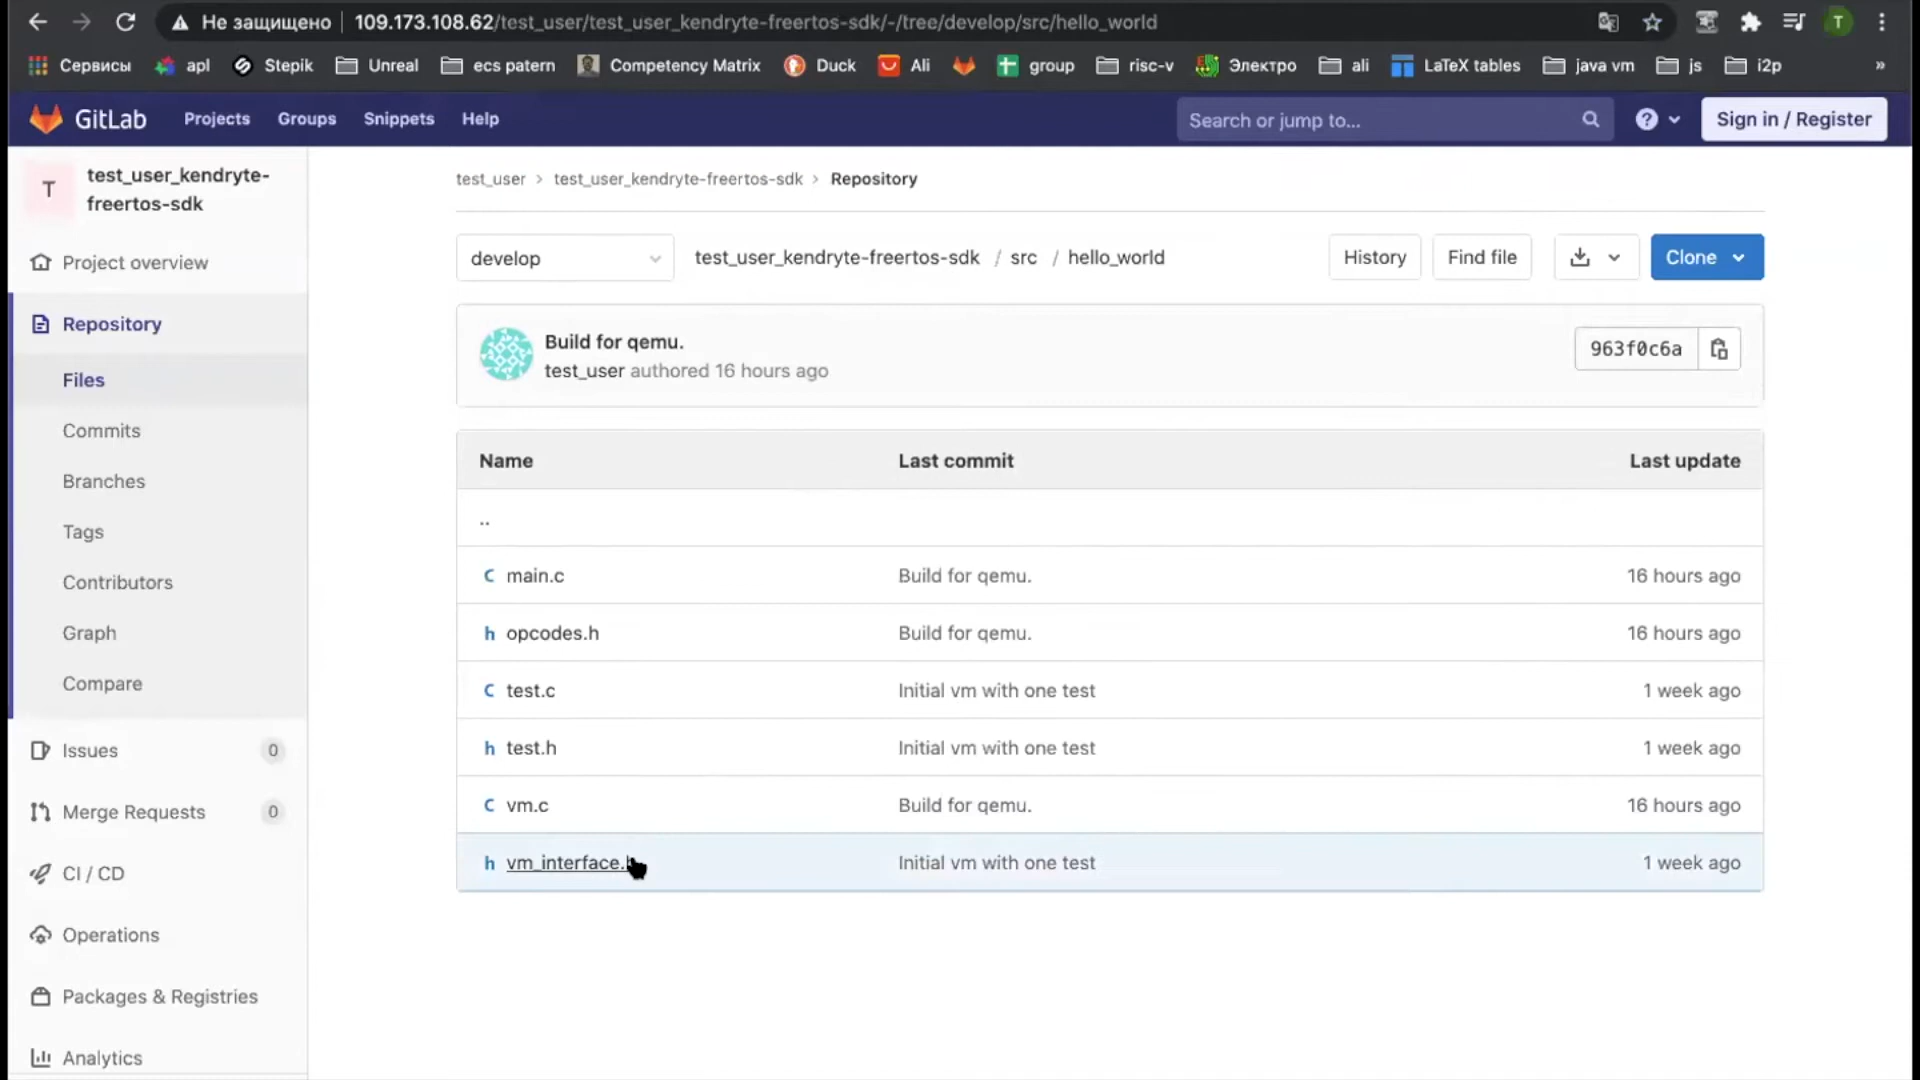 Не защищено 109.173.108.62/test_user/test_user_kendryte-freertos-sdk/-/tree/develop/src/hello_world T
Сервисы apl Stepik Unreal ecs patern Competency Matrix Duck Ali group risc-v Электро ali LaTeX tables java vm js i2p »
GitLab Projects Groups Snippets Help Search or jump to... Sign in / Register
T test_user_kendryte-
freertos-sdk
Project overview
Repository
Files
Commits
Branches
Tags
Contributors
Graph
Compare
Issues 0
Merge Requests 0
CI / CD
Operations
Packages & Registries
Analytics
test_user > test_user_kendryte-freertos-sdk > Repository
develop test_user_kendryte-freertos-sdk / src / hello_world History Find file Clone
Build for qemu.
test_user authored 16 hours ago
963f0c6a
Name Last commit Last update
..
C main.c Build for qemu. 16 hours ago
h opcodes.h Build for qemu. 16 hours ago
C test.c Initial vm with one test 1 week ago
h test.h Initial vm with one test 1 week ago
C vm.c Build for qemu. 16 hours ago
h vm_interface.h Initial vm with one test 1 week ago